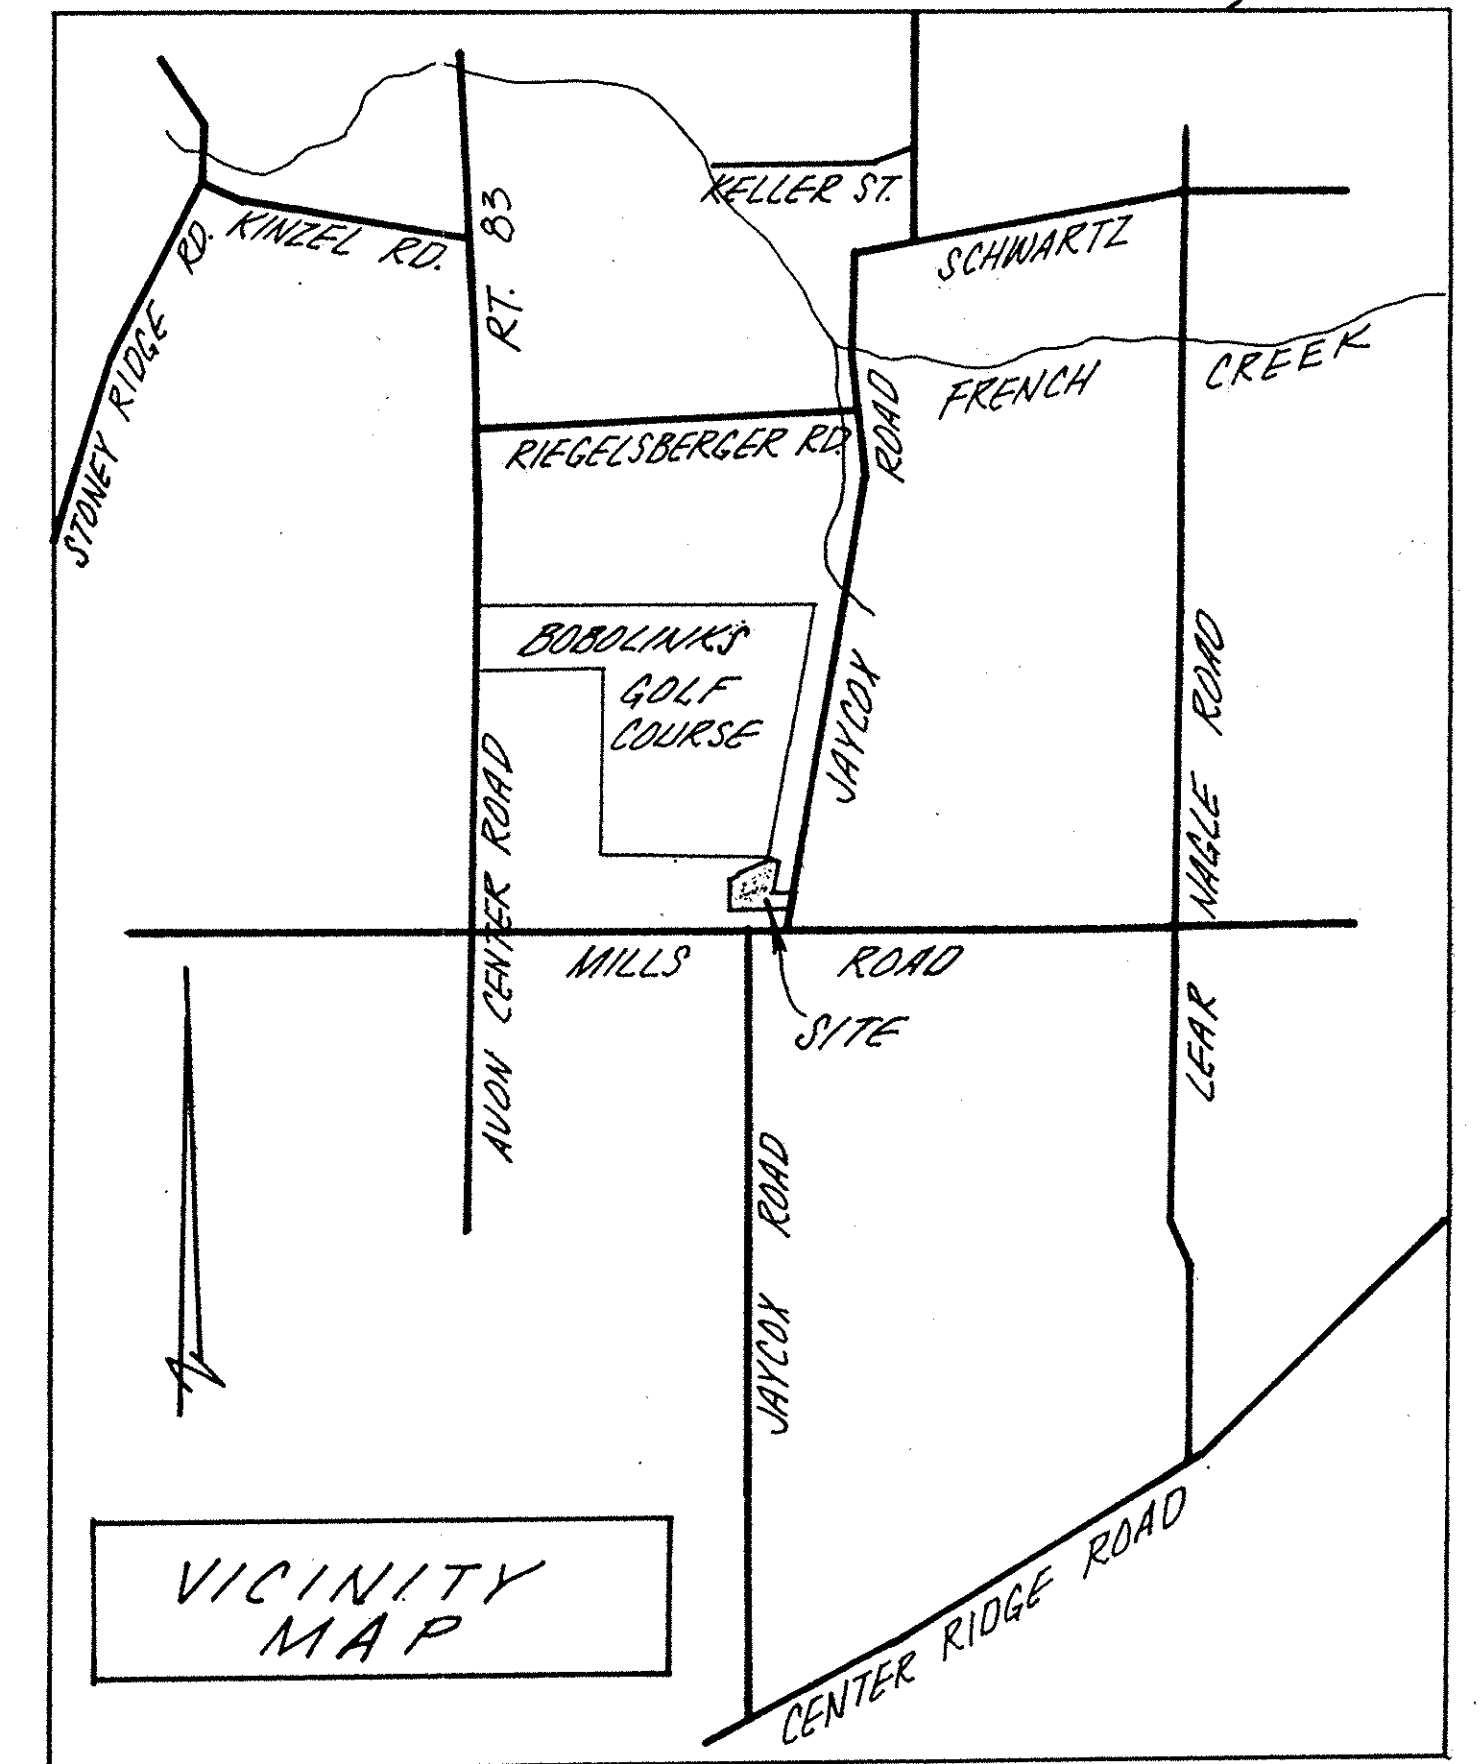 KELLER ST.
KINZEL RD.
RT. 83
SCHWARTZ
STONEY RIDGE RD.
FRENCH CREEK
RIEGELSBERGER RD.
JAYCOX ROAD
BOBOLINKS
GOLF
COURSE
LEAR NAGLE ROAD
AVON CENTER ROAD
MILLS ROAD
SITE
JAYCOX ROAD
N
CENTER RIDGE ROAD
VICINITY
MAP